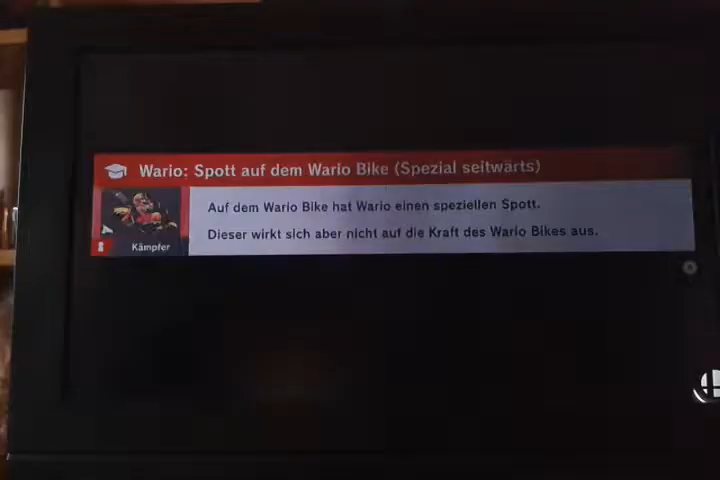 Wario: Spott auf dem Wario Bike (Spezial seitwärts)
Auf dem Wario Bike hat Wario einen speziellen Spott.
Dieser wirkt sich aber nicht auf die Kraft des Wario Bikes aus.
Kämpfer